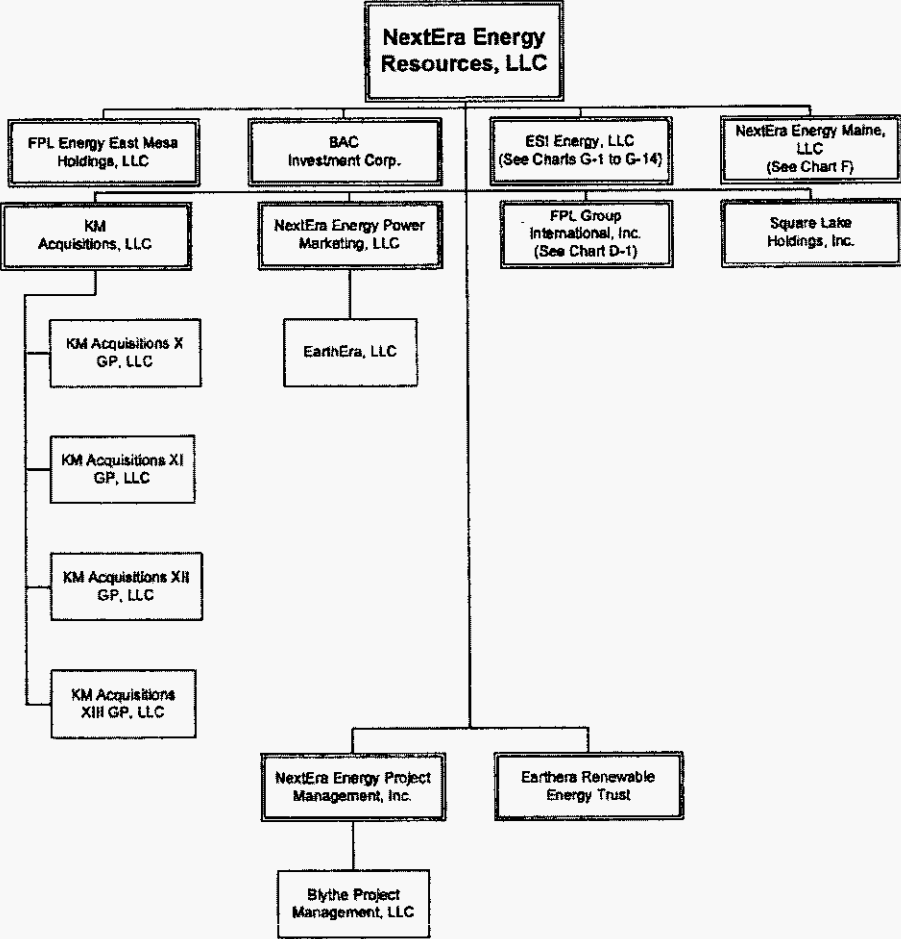 NextEra Energy
Resources, LLC
FPL Energy East Mesa
Holdings, LLC
BAC
Investment Corp.
ESI Energy, LLC
(See Charts G-1 to G-14)
NextEra Energy Maine,
LLC
(See Chart F)
KM
Acquisitions, LLC
NextEra Energy Power
Marketing, LLC
FPL Group
International, Inc.
(See Chart D-1)
Square Lake
Holdings, Inc.
KM Acquisitions X
GP, LLC
EarthEra, LLC
KM Acquisitions XI
GP, LLC
KM Acquisitions XII
GP, LLC
KM Acquisitions
XIII GP, LLC
NextEra Energy Project
Management, Inc.
Earthera Renewable
Energy Trust
Blythe Project
Management, LLC